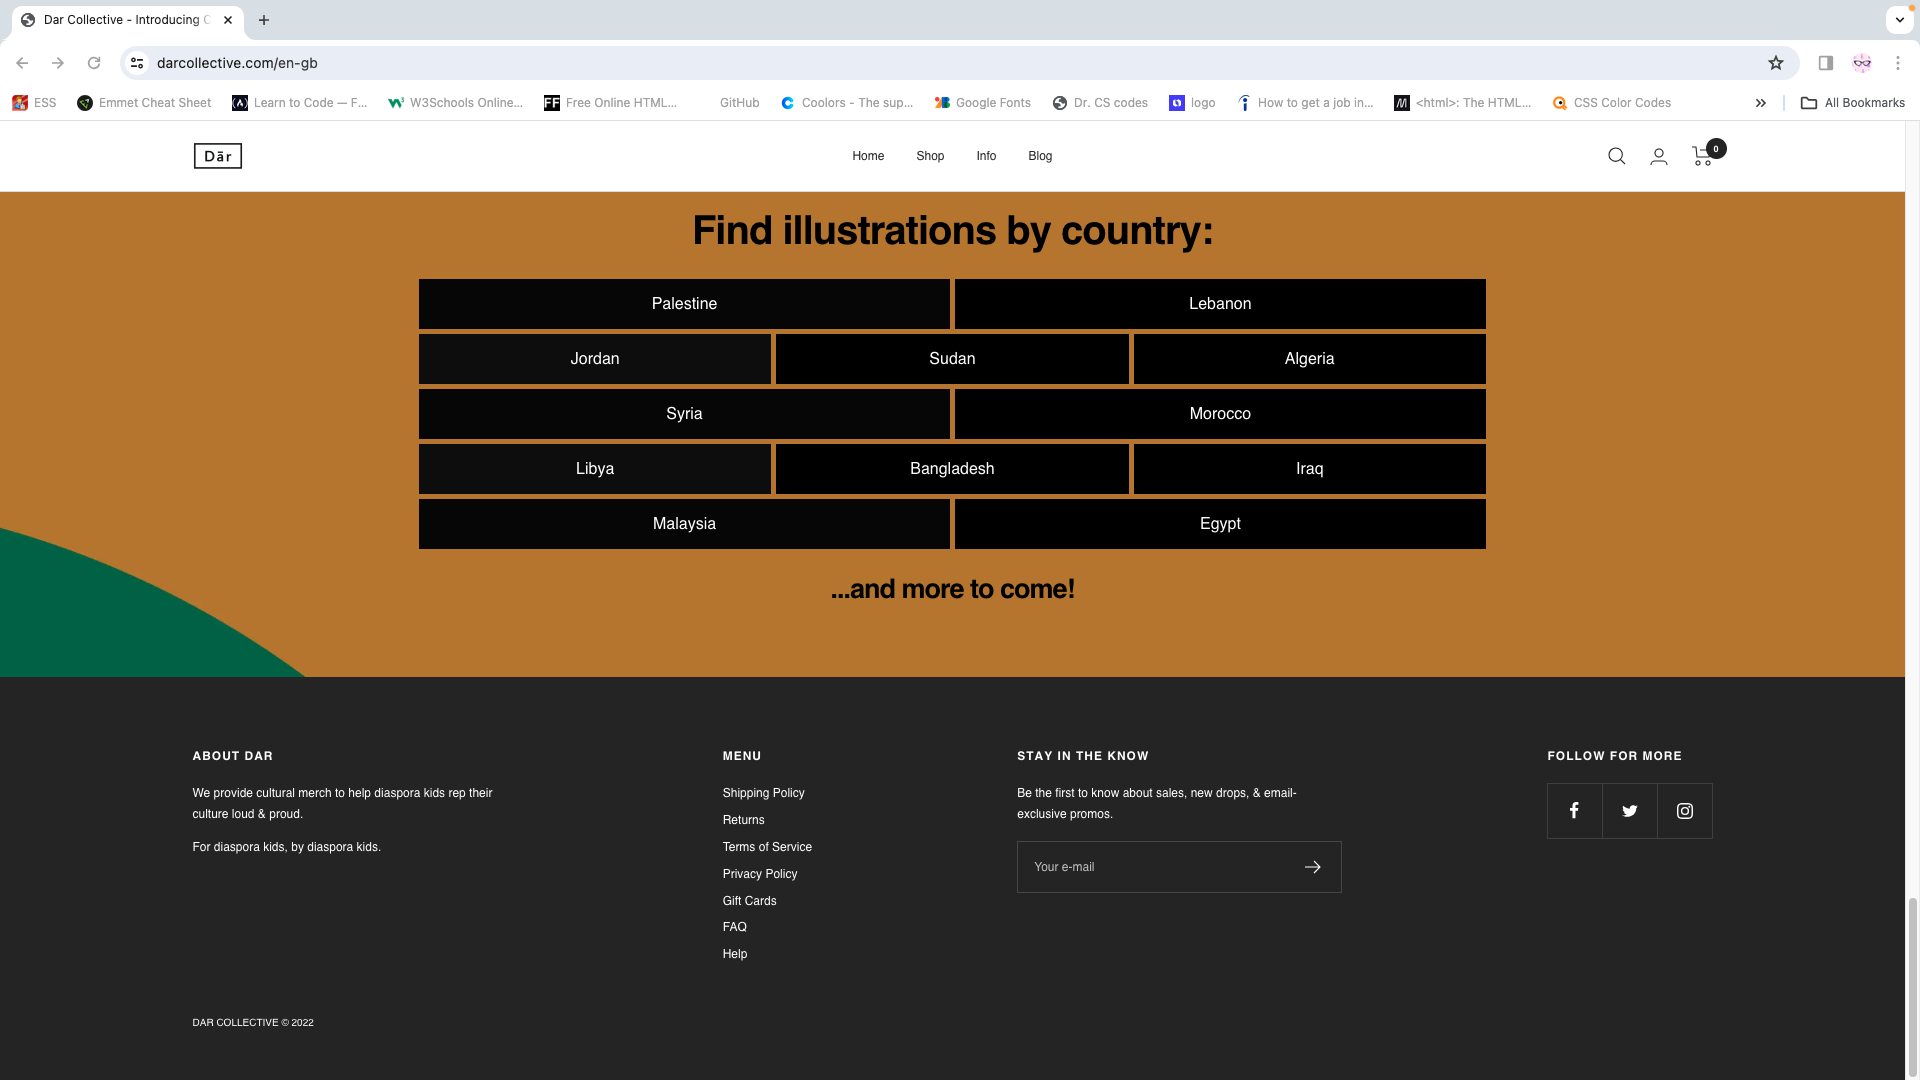 Dar Collective - Introducing
darcollective.com/en-gb
ESS
Emmet Cheat Sheet
Learn to Code — F...
W3Schools Online...
FF
Free Online HTML...
GitHub
Coolors - The sup...
Google Fonts
Dr. CS codes
logo
How to get a job in...
<html>: The HTML...
CSS Color Codes
All Bookmarks
Dār
Home
Shop
Info
Blog
0
Find illustrations by country:
Palestine
Lebanon
Jordan
Sudan
Algeria
Syria
Morocco
Libya
Bangladesh
Iraq
Malaysia
Egypt
...and more to come!
ABOUT DAR
We provide cultural merch to help diaspora kids rep their
culture loud & proud.
For diaspora kids, by diaspora kids.
MENU
Shipping Policy
Returns
Terms of Service
Privacy Policy
Gift Cards
FAQ
Help
STAY IN THE KNOW
Be the first to know about sales, new drops, & email-
exclusive promos.
Your e-mail
FOLLOW FOR MORE
DAR COLLECTIVE © 2022